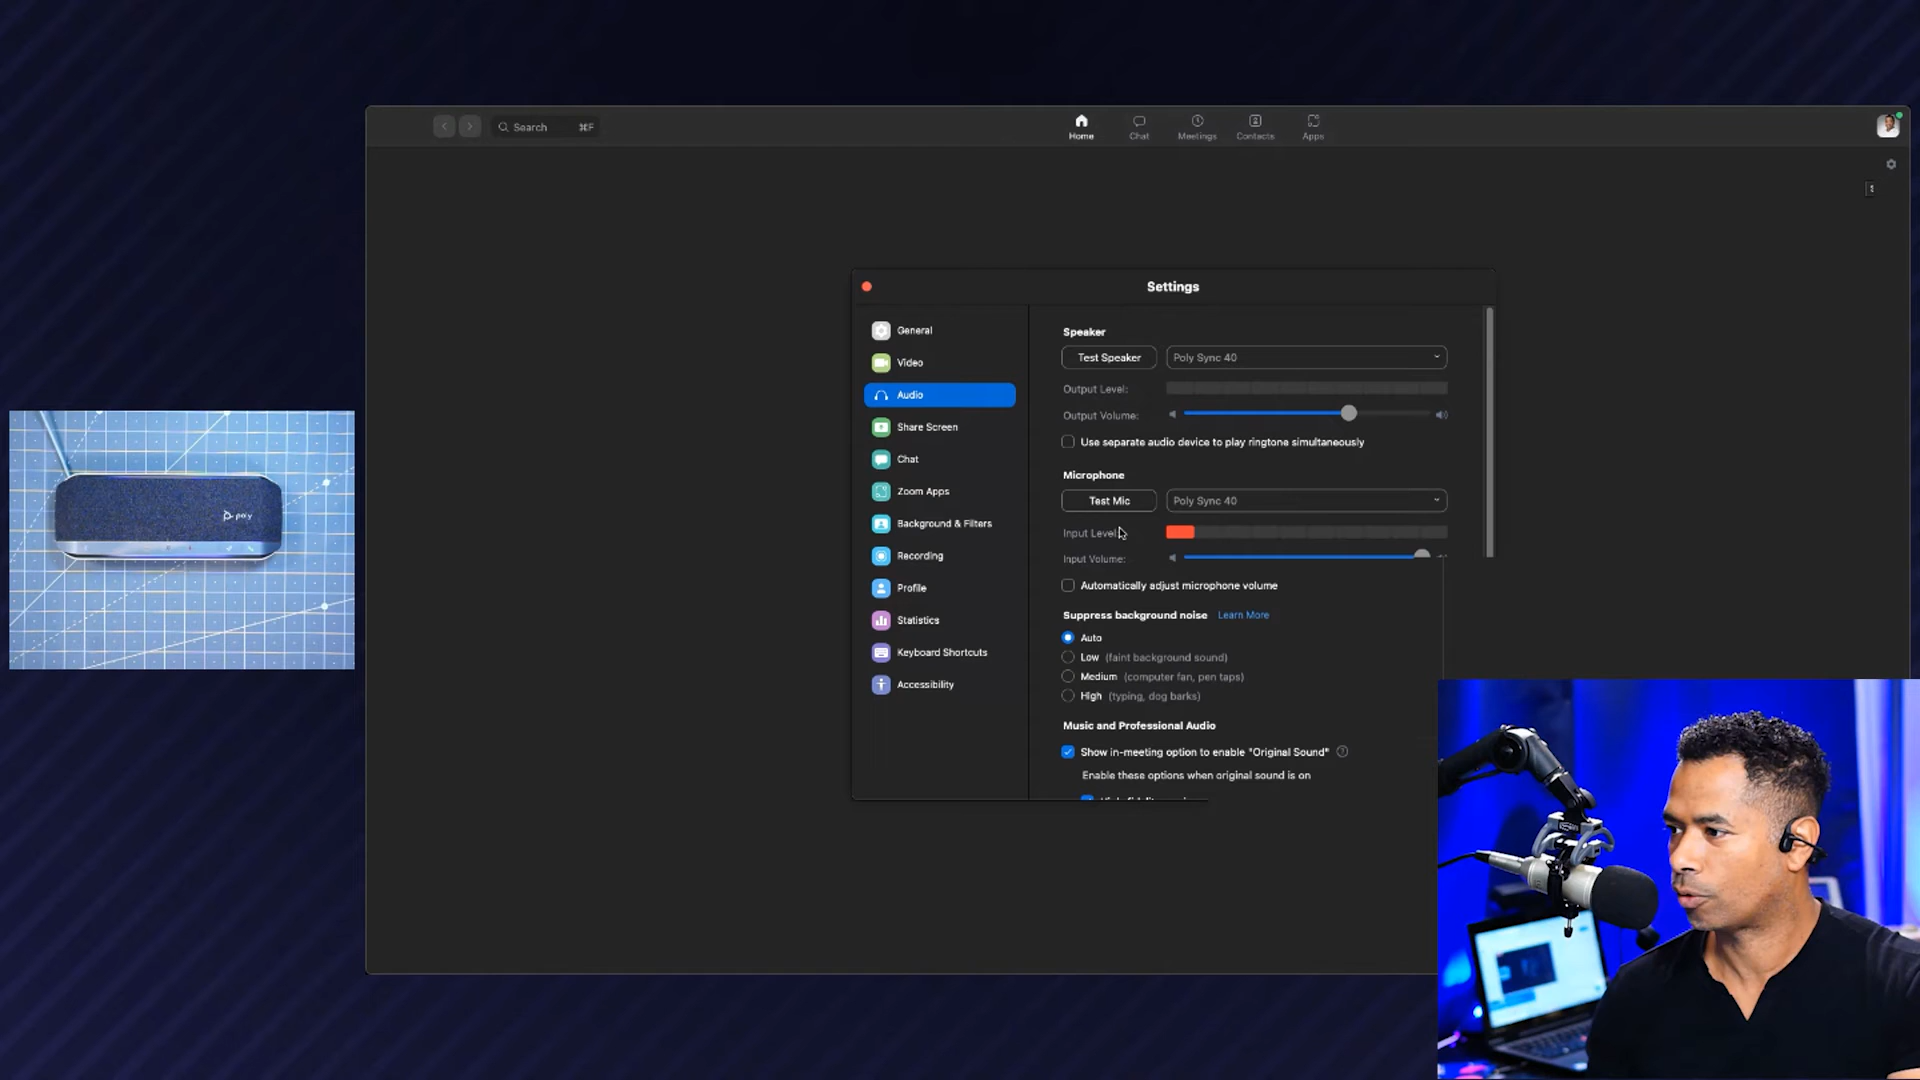 Search ⌘F
Home
Chat
Meetings
Contacts
Apps
Settings
General
Video
Audio
Share Screen
Chat
Zoom Apps
Background & Filters
Recording
Profile
Statistics
Keyboard Shortcuts
Accessibility
Speaker
Test Speaker Poly Sync 40
Output Level:
Output Volume:
Use separate audio device to play ringtone simultaneously
Microphone
Test Mic Poly Sync 40
Input Level:
Input Volume:
Automatically adjust microphone volume
Suppress background noise Learn More
Auto
Low (faint background sound)
Medium (computer fan, pen taps)
High (typing, dog barks)
Music and Professional Audio
Show in-meeting option to enable "Original Sound" ?
Enable these options when original sound is on
poly